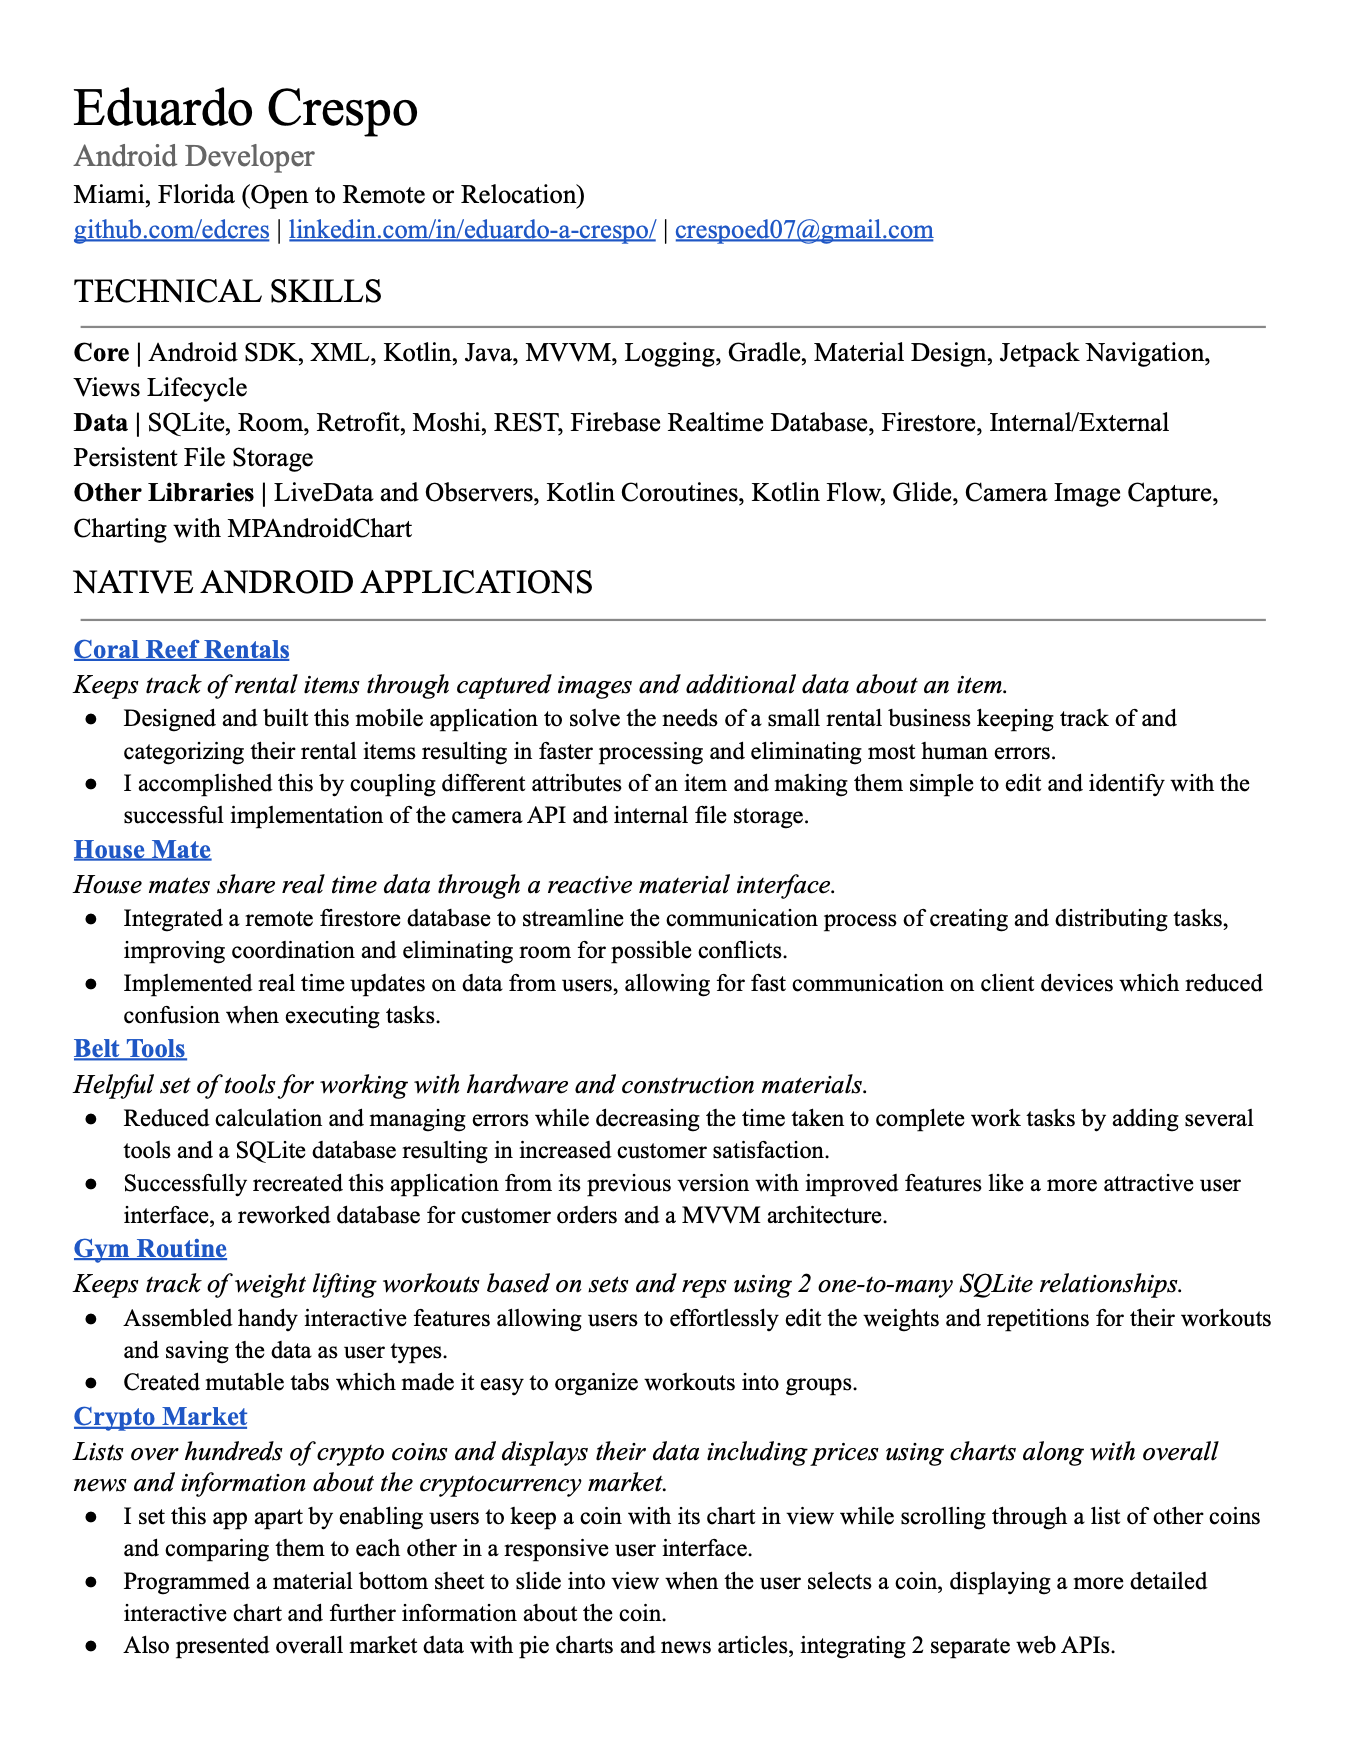 Eduardo Crespo
Android Developer
Miami, Florida (Open to Remote or Relocation)
github.com/edcres | linkedin.com/in/eduardo-a-crespo/ | crespoed07@gmail.com
TECHNICAL SKILLS
Core | Android SDK, XML, Kotlin, Java, MVVM, Logging, Gradle, Material Design, Jetpack Navigation,
Views Lifecycle
Data | SQLite, Room, Retrofit, Moshi, REST, Firebase Realtime Database, Firestore, Internal/External
Persistent File Storage
Other Libraries | LiveData and Observers, Kotlin Coroutines, Kotlin Flow, Glide, Camera Image Capture,
Charting with MPAndroidChart
NATIVE ANDROID APPLICATIONS
Coral Reef Rentals
Keeps track of rental items through captured images and additional data about an item.
● Designed and built this mobile application to solve the needs of a small rental business keeping track of and
categorizing their rental items resulting in faster processing and eliminating most human errors.
● I accomplished this by coupling different attributes of an item and making them simple to edit and identify with the
successful implementation of the camera API and internal file storage.
House Mate
House mates share real time data through a reactive material interface.
● Integrated a remote firestore database to streamline the communication process of creating and distributing tasks,
improving coordination and eliminating room for possible conflicts.
● Implemented real time updates on data from users, allowing for fast communication on client devices which reduced
confusion when executing tasks.
Belt Tools
Helpful set of tools for working with hardware and construction materials.
● Reduced calculation and managing errors while decreasing the time taken to complete work tasks by adding several
tools and a SQLite database resulting in increased customer satisfaction.
● Successfully recreated this application from its previous version with improved features like a more attractive user
interface, a reworked database for customer orders and a MVVM architecture.
Gym Routine
Keeps track of weight lifting workouts based on sets and reps using 2 one-to-many SQLite relationships.
● Assembled handy interactive features allowing users to effortlessly edit the weights and repetitions for their workouts
and saving the data as user types.
● Created mutable tabs which made it easy to organize workouts into groups.
Crypto Market
Lists over hundreds of crypto coins and displays their data including prices using charts along with overall
news and information about the cryptocurrency market.
● I set this app apart by enabling users to keep a coin with its chart in view while scrolling through a list of other coins
and comparing them to each other in a responsive user interface.
● Programmed a material bottom sheet to slide into view when the user selects a coin, displaying a more detailed
interactive chart and further information about the coin.
● Also presented overall market data with pie charts and news articles, integrating 2 separate web APIs.